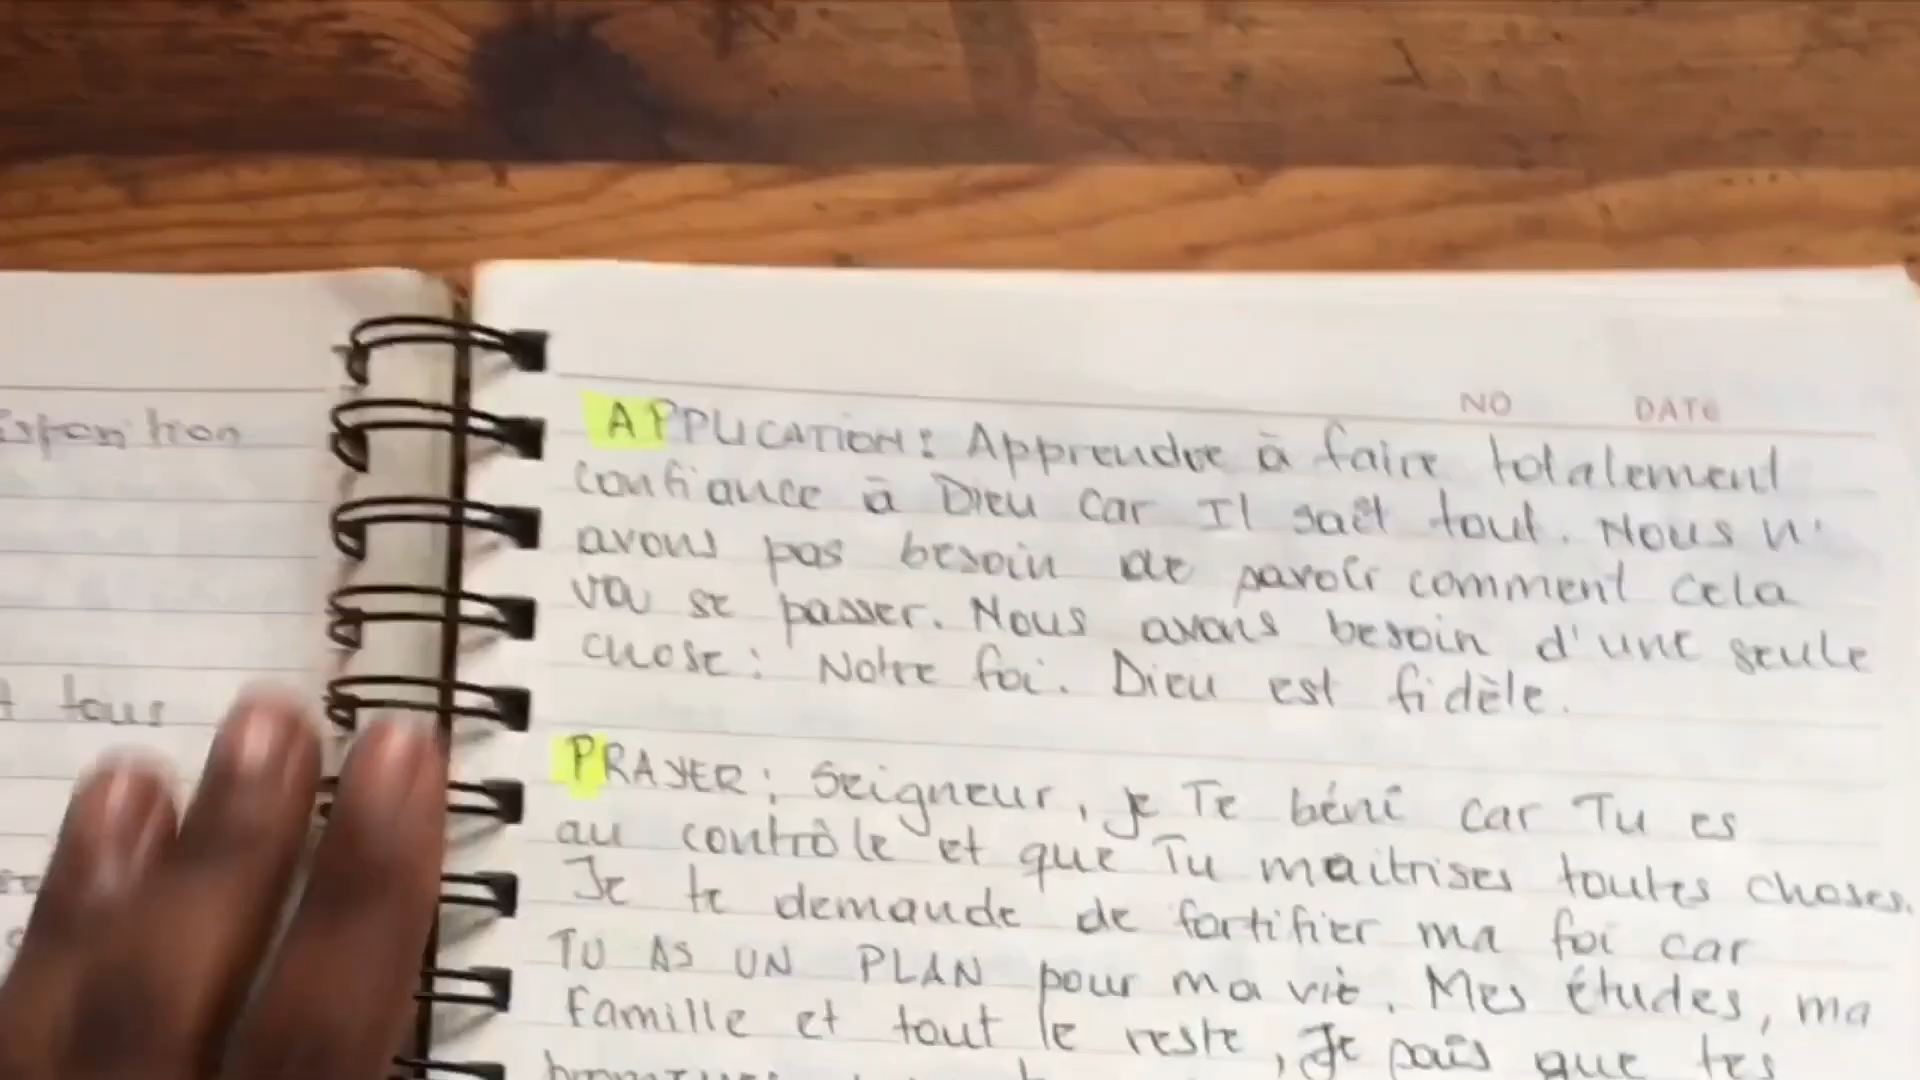 tous
NO DATE
APPLICATION: Apprendre à faire totalement
confiance à Dieu car Il sait tout. Nous n'
avons pas besoin de savoir comment cela
va se passer. Nous avons besoin d'une seule
chose: Notre foi. Dieu est fidèle.
PRAYER: Seigneur, je Te béni car Tu es
au contrôle et que Tu maitrises toutes choses.
Je te demande de fortifier ma foi car
TU AS UN PLAN pour ma vie. Mes études, ma
famille et tout le reste, Je sais que tes